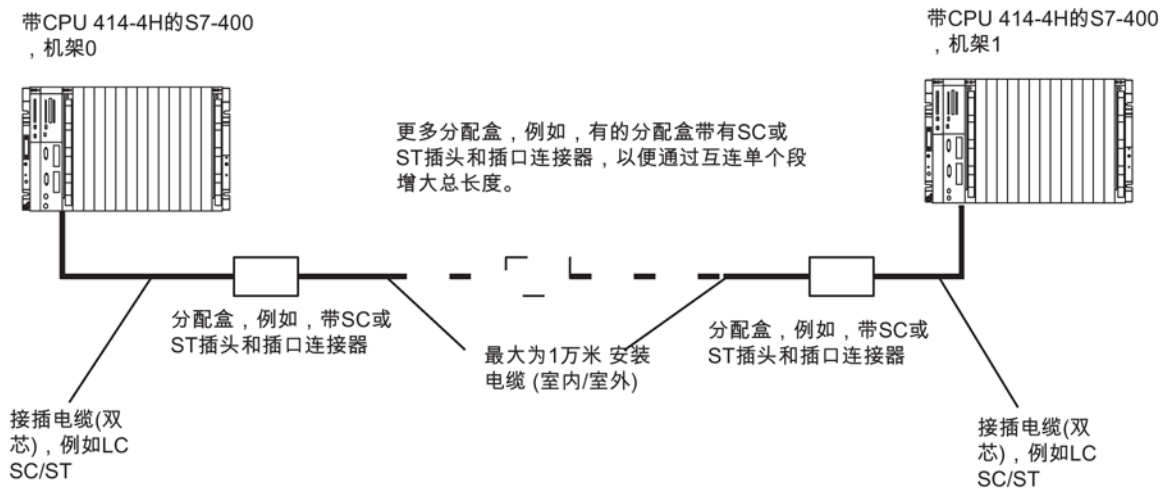 带CPU 414-4H的S7-400
，机架0
带CPU 414-4H的S7-400
，机架1
更多分配盒，例如，有的分配盒带有SC或
ST插头和插口连接器，以便通过互连单个段
增大总长度。
分配盒，例如，带SC或
ST插头和插口连接器
最大为1万米 安装
电缆 (室内/室外)
分配盒，例如，带SC或
ST插头和插口连接器
接插电缆(双
芯)，例如LC
SC/ST
接插电缆(双
芯)，例如LC
SC/ST